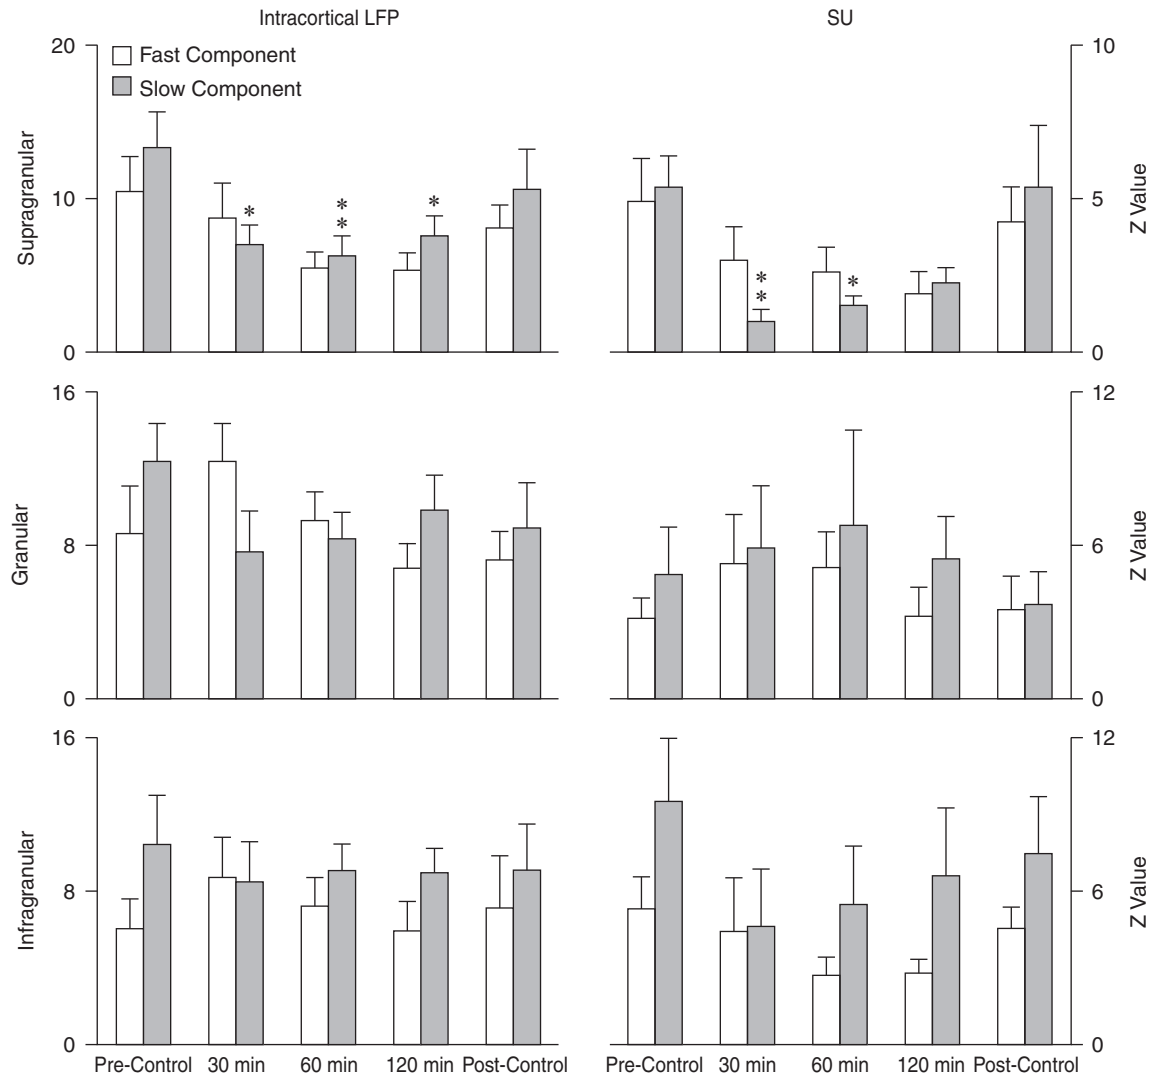 Intracortical LFP
SU
20
10
0
Fast Component
Slow Component
Supragranular
*
*
*
*
*
*
*
10
5
0
Z Value
16
8
0
Granular
12
6
0
Z Value
16
8
0
Infragranular
12
6
0
Z Value
Pre-Control 30 min 60 min 120 min Post-Control
Pre-Control 30 min 60 min 120 min Post-Control